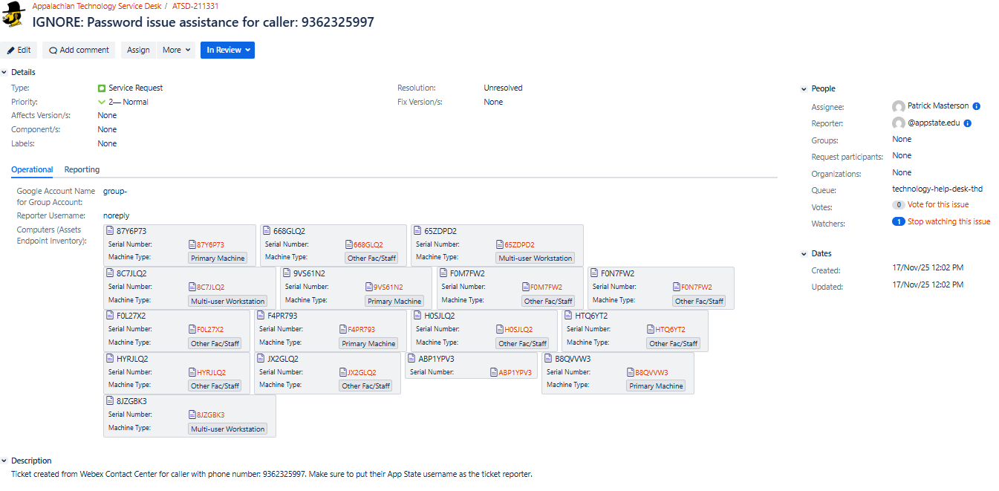 Appalachian Technology Service Desk / ATSD-211331
IGNORE: Password issue assistance for caller: 9362325997
Edit Add comment Assign More In Review
Details
Type: Service Request Resolution: Unresolved
Priority: 2— Normal Fix Version/s: None
Affects Version/s: None
Component/s: None
Labels: None
Operational Reporting
Google Account Name for Group Account: group-
Reporter Username: noreply
Computers (Assets Endpoint Inventory):
87Y6P73 668GLQ2 65ZDPD2
Serial Number: 87Y6P73 Serial Number: 668GLQ2 Serial Number: 65ZDPD2
Machine Type: Primary Machine Machine Type: Other Fac/Staff Machine Type: Multi-user Workstation
8C7JLQ2 9VS61N2 F0M7FW2 F0N7FW2
Serial Number: 8C7JLQ2 Serial Number: 9VS61N2 Serial Number: F0M7FW2 Serial Number: F0N7FW2
Machine Type: Multi-user Workstation Machine Type: Primary Machine Machine Type: Other Fac/Staff Machine Type: Other Fac/Staff
F0L27X2 F4PR793 H0SJLQ2 HTQ6YT2
Serial Number: F0L27X2 Serial Number: F4PR793 Serial Number: H0SJLQ2 Serial Number: HTQ6YT2
Machine Type: Other Fac/Staff Machine Type: Primary Machine Machine Type: Other Fac/Staff Machine Type: Other Fac/Staff
HYRJLQ2 JX2GLQ2 ABP1YPV3 B8QVVW3
Serial Number: HYRJLQ2 Serial Number: JX2GLQ2 Serial Number: ABP1YPV3 Serial Number: B8QVVW3
Machine Type: Other Fac/Staff Machine Type: Other Fac/Staff Machine Type: Primary Machine
8JZGBK3
Serial Number: 8JZGBK3
Machine Type: Multi-user Workstation
Description
Ticket created from Webex Contact Center for caller with phone number: 9362325997. Make sure to put their App State username as the ticket reporter.
People
Assignee: Patrick Masterson
Reporter: @appstate.edu
Groups: None
Request participants: None
Organizations: None
Queue: technology-help-desk-thd
Votes: 0 Vote for this issue
Watchers: 1 Stop watching this issue
Dates
Created: 17/Nov/25 12:02 PM
Updated: 17/Nov/25 12:02 PM